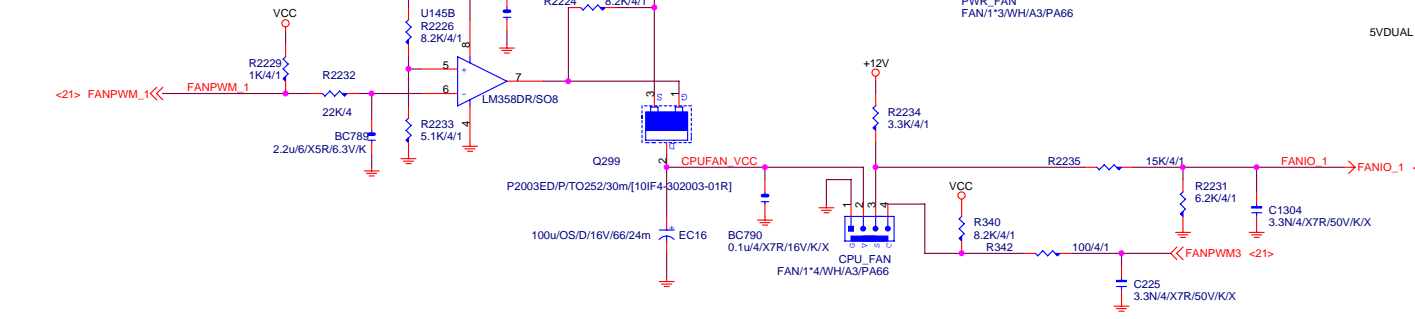 R2224
8.2K/4/1
PWR_FAN
FAN/1*3/WH/A3/PA66
VCC
U145B
R2226
8.2K/4/1
5VDUAL
8
+12V
R2229
1K/4/1
R2232
5
+
7
3
S
1
G
<21>
FANPWM_1
FANPWM_1
6
−
LM358DR/SO8
22K/4
R2234
3.3K/4/1
BC789
2.2u/6/X5R/6.3V/K
R2233
5.1K/4/1
4
D
Q299
2
CPUFAN_VCC
R2235
15K/4/1
FANIO_1
FANIO_1
P2003ED/P/TO252/30m/[10IF4-302003-01R]
VCC
R2231
6.2K/4/1
1
2
3
4
C1304
3.3N/4/X7R/50V/K/X
100u/OS/D/16V/66/24m
+
EC16
BC790
0.1u/4/X7R/16V/K/X
R340
8.2K/4/1
G
V
S
C
R342
100/4/1
FANPWM3
<21>
CPU_FAN
FAN/1*4/WH/A3/PA66
C225
3.3N/4/X7R/50V/K/X